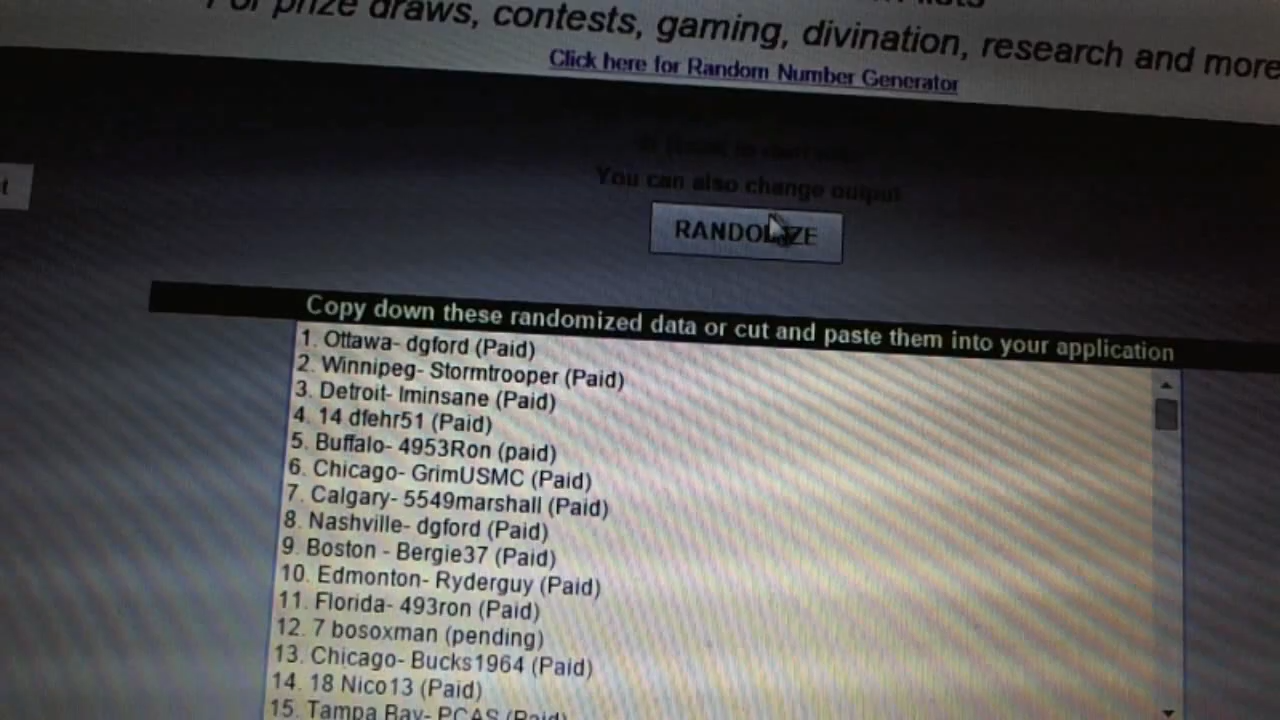 For prize draws, contests, gaming, divination, research and more
Click here for Random Number Generator
You can also change ouqput
RANDOMIZE
Copy down these randomized data or cut and paste them into your application
1. Ottawa- dgford (Paid)
2. Winnipeg- Stormtrooper (Paid)
3. Detroit- Iminsane (Paid)
4. 14 dfehr51 (Paid)
5. Buffalo- 4953Ron (paid)
6. Chicago- GrimUSMC (Paid)
7. Calgary- 5549marshall (Paid)
8. Nashville- dgford (Paid)
9. Boston - Bergie37 (Paid)
10. Edmonton- Ryderguy (Paid)
11. Florida- 493ron (Paid)
12. 7 bosoxman (pending)
13. Chicago- Bucks1964 (Paid)
14. 18 Nico13 (Paid)
15. Tampa Bay- PCAS (Paid)